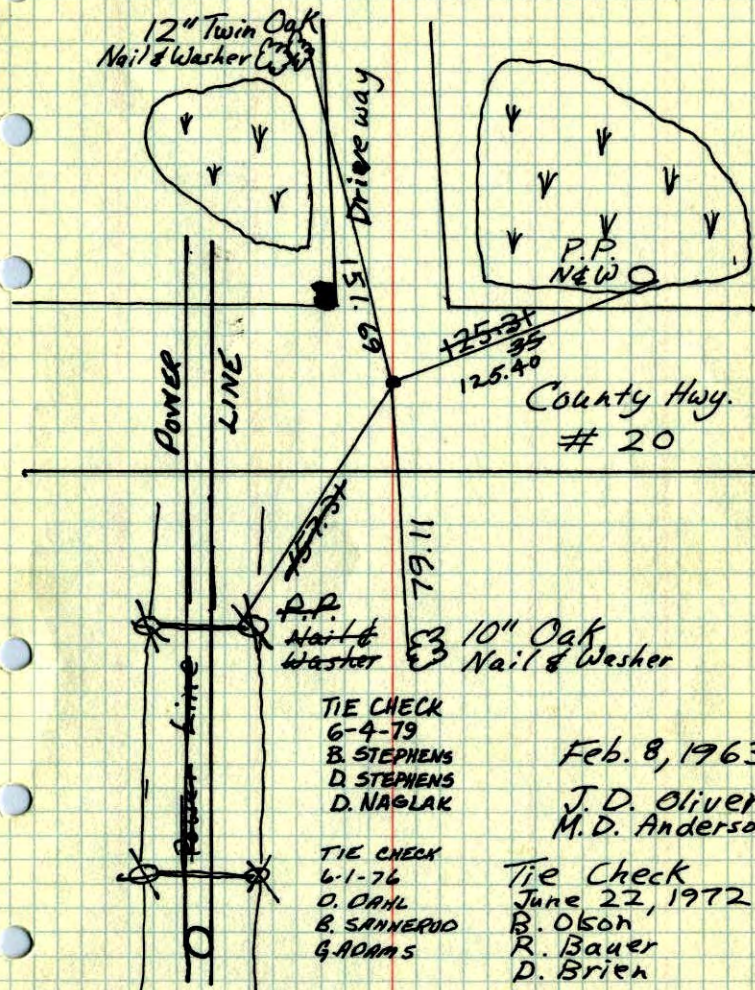 12" Twin Oak
Nail & Washer
Driveway
151.69
P.P.
N&W
125.31
35
125.40
County Hwy.
# 20
POWER
LINE
157.31
79.11
P.P.
Nail &
Washer
10" Oak
Nail & Washer
Power Line
TIE CHECK
6-4-79
B. STEPHENS
D. STEPHENS
D. NAGLAK
Feb. 8, 1963
J. D. Oliver
M.D. Anderso
TIE CHECK
6-1-76
D. DAHL
B. SANNERUD
G. ADAMS
Tie Check
June 22, 1972
B. Olson
R. Bauer
D. Brien